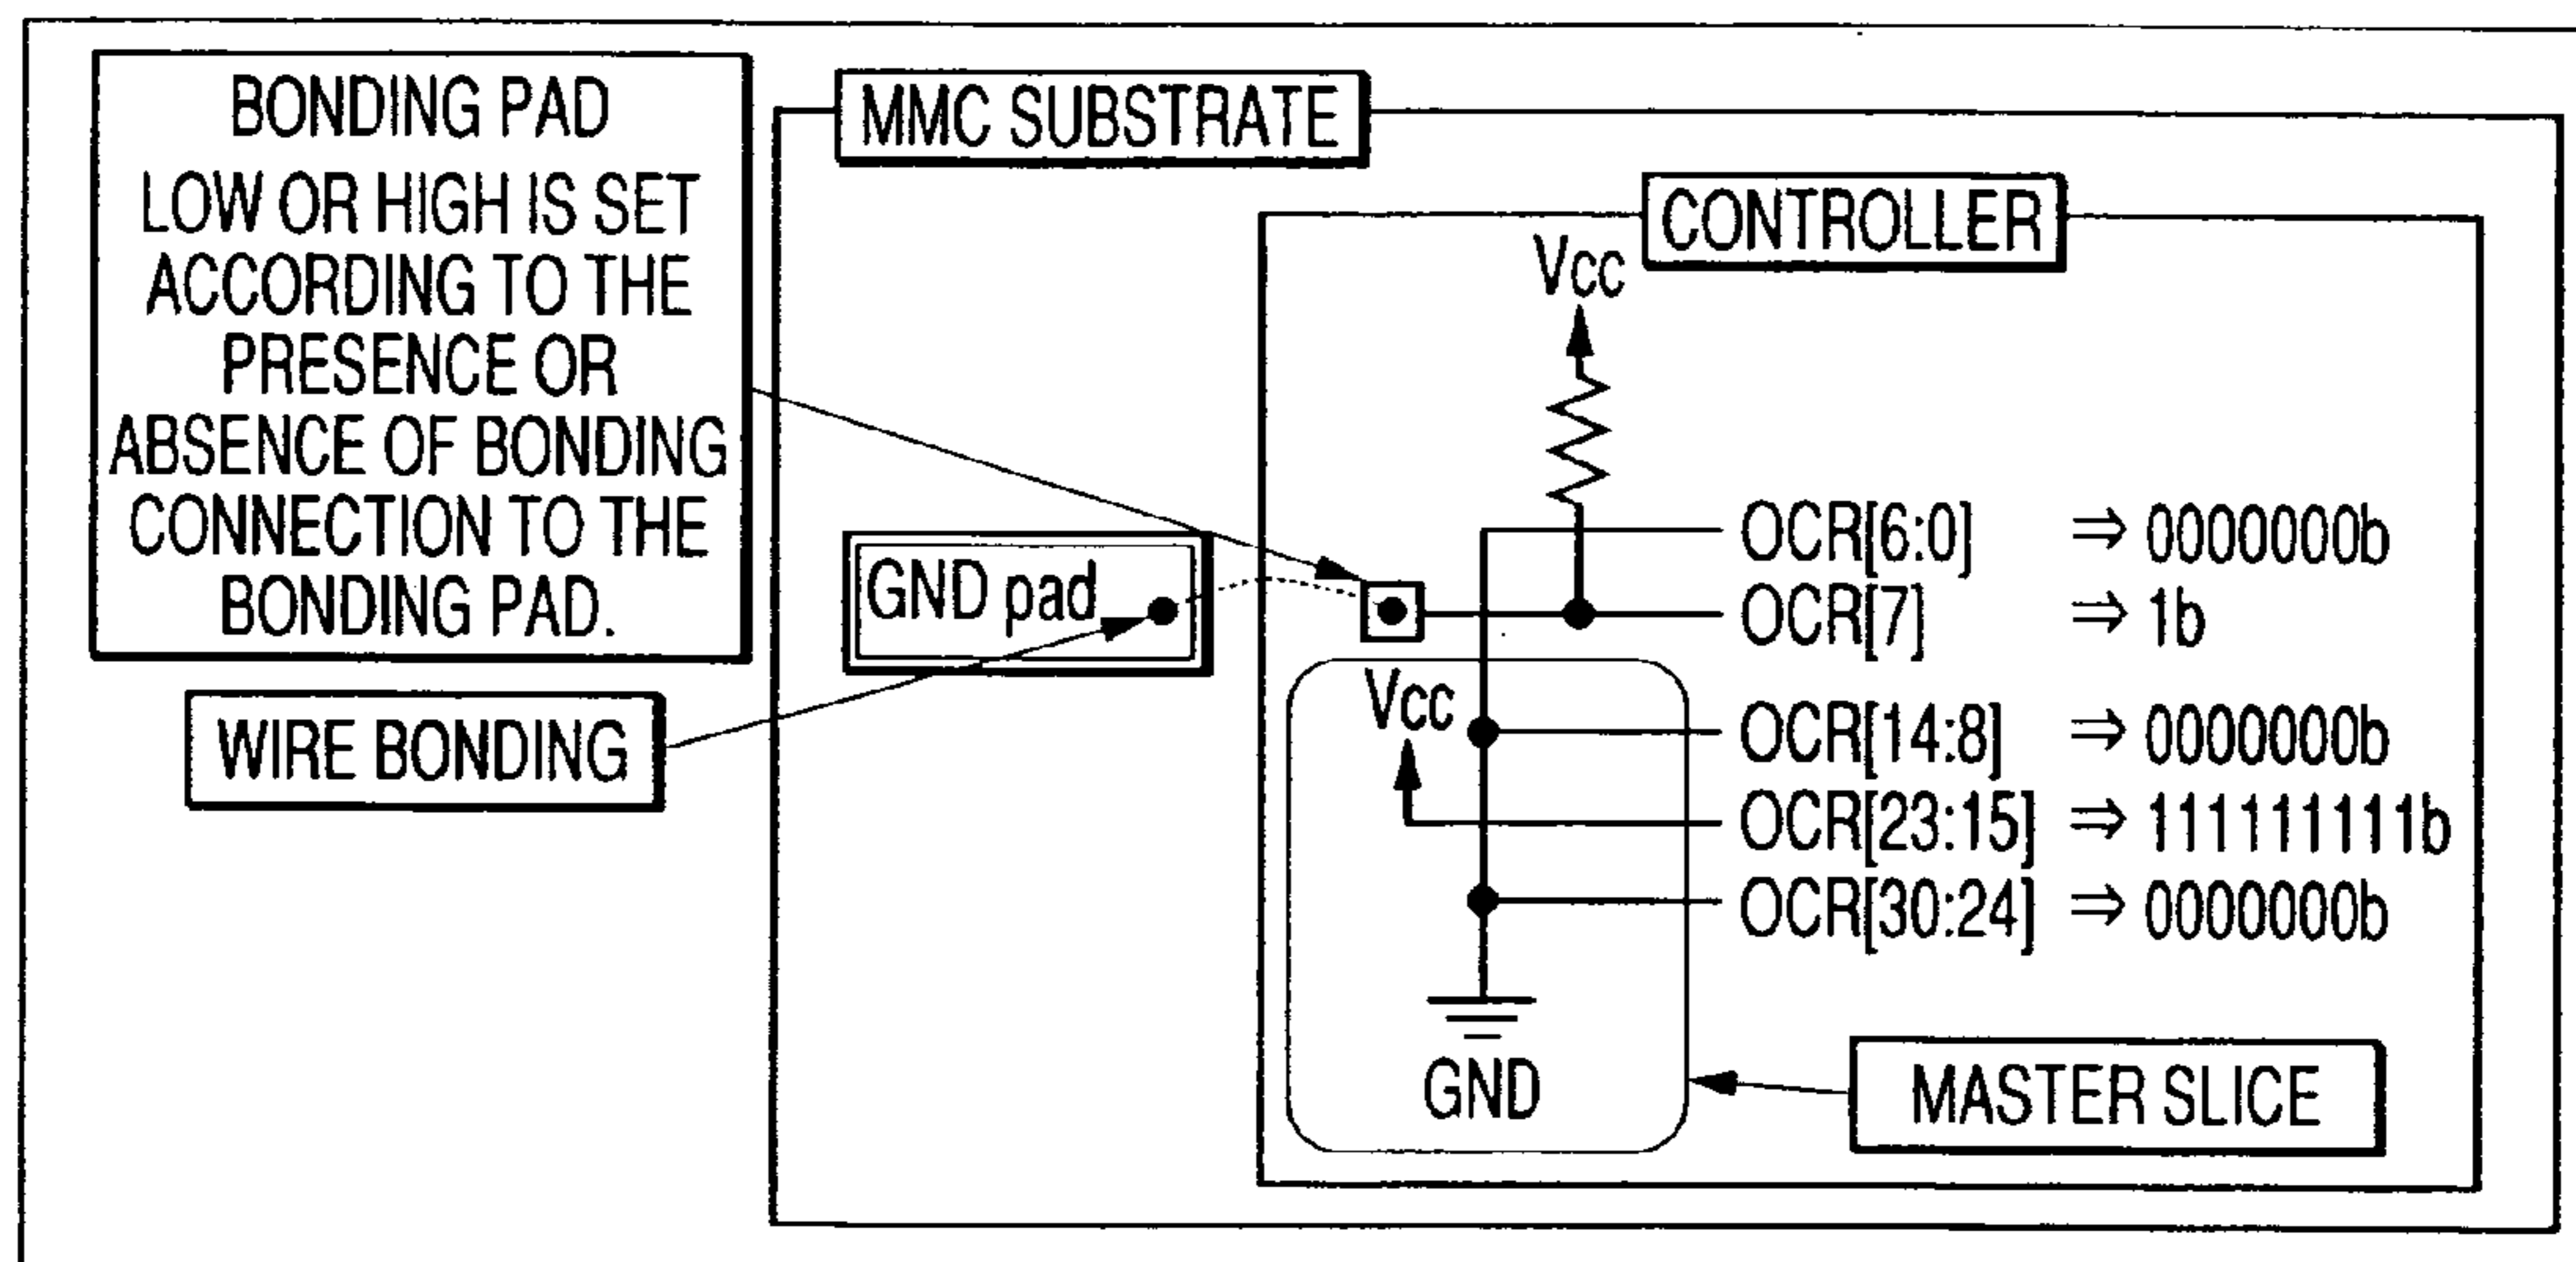 BONDING PAD
LOW OR HIGH IS SET
ACCORDING TO THE
PRESENCE OR
ABSENCE OF BONDING
CONNECTION TO THE
BONDING PAD.
WIRE BONDING
MMC SUBSTRATE
GND pad
CONTROLLER
Vcc
OCR[6:0] ⇒ 0000000b
OCR[7] ⇒ 1b
Vcc
OCR[14:8] ⇒ 0000000b
OCR[23:15] ⇒ 111111111b
OCR[30:24] ⇒ 0000000b
GND
MASTER SLICE